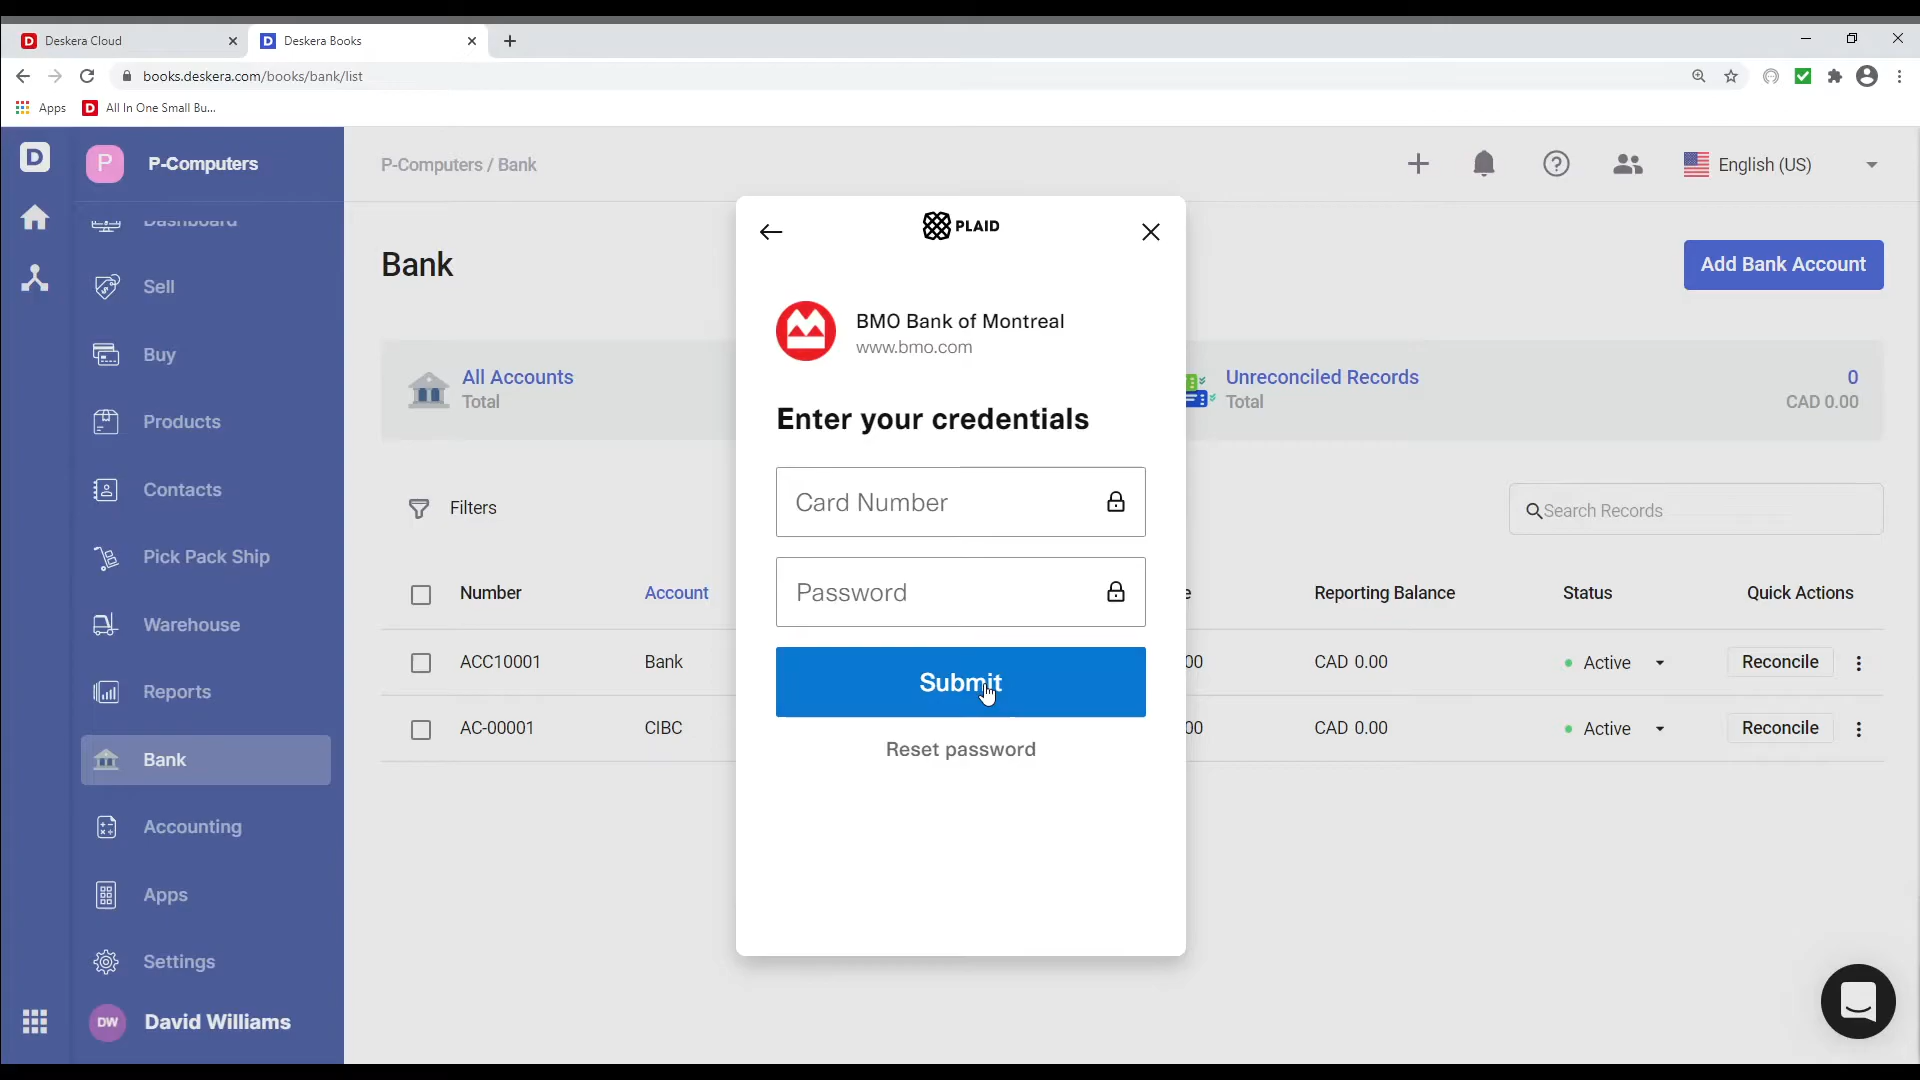 Deskera Cloud
Deskera Books
books.deskera.com/books/bank/list
Apps
All In One Small Bu...
P-Computers
Dashboard
Sell
Buy
Products
Contacts
Pick Pack Ship
Warehouse
Reports
Bank
Accounting
Apps
Settings
DW
David Williams
P-Computers / Bank
English (US)
Bank
Add Bank Account
All Accounts
Total
Unreconciled Records
0
Total
CAD 0.00
Filters
Search Records
Number
Account
e
Reporting Balance
Status
Quick Actions
ACC10001
Bank
00
CAD 0.00
Active
Reconcile
AC-00001
CIBC
00
CAD 0.00
Active
Reconcile
PLAID
BMO Bank of Montreal
www.bmo.com
Enter your credentials
Card Number
Password
Submit
Reset password